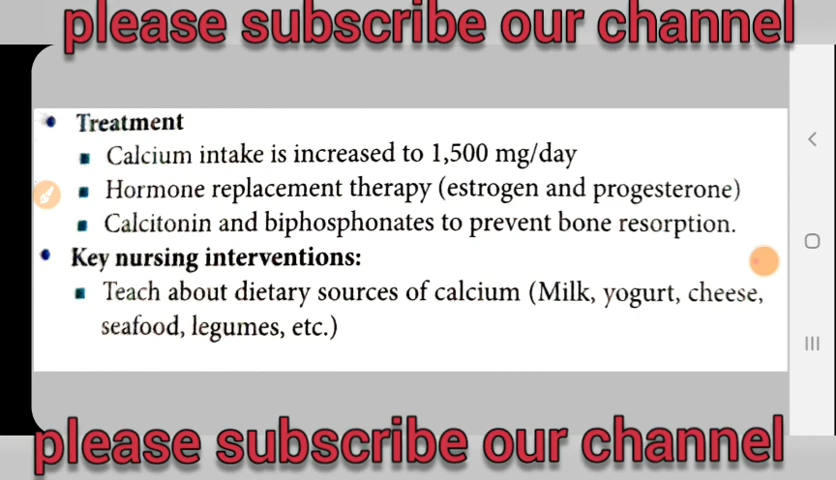 please subscribe our channel
Treatment
Calcium intake is increased to 1,500 mg/day
Hormone replacement therapy (estrogen and progesterone)
Calcitonin and biphosphonates to prevent bone resorption.
Key nursing interventions:
Teach about dietary sources of calcium (Milk, yogurt, cheese,
seafood, legumes, etc.)
please subscribe our channel